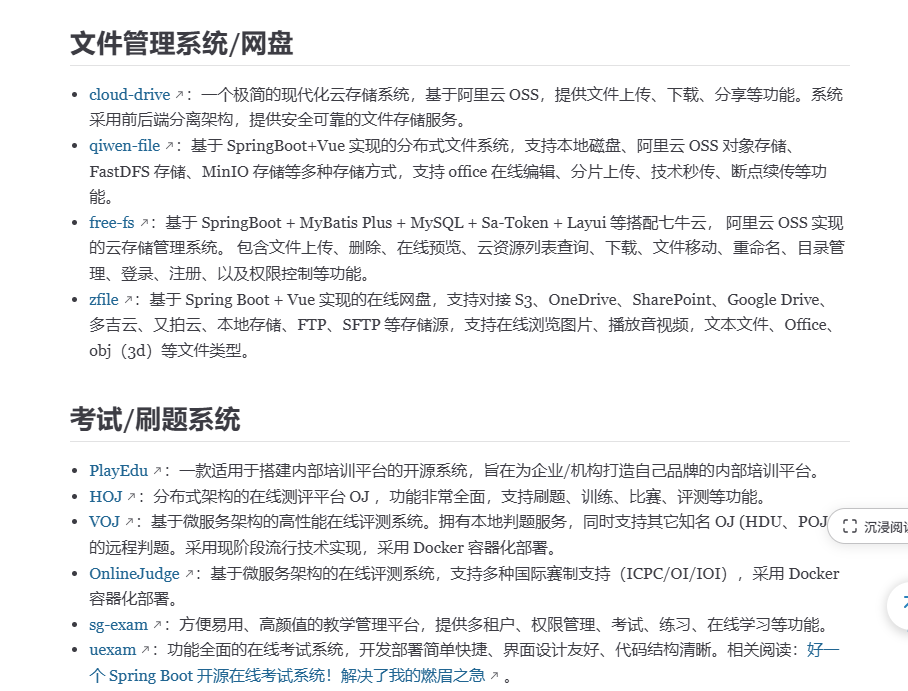 文件管理系统/网盘
cloud-drive ↗：一个极简的现代化云存储系统，基于阿里云 OSS，提供文件上传、下载、分享等功能。系统
采用前后端分离架构，提供安全可靠的文件存储服务。
qiwen-file ↗：基于 SpringBoot+Vue 实现的分布式文件系统，支持本地磁盘、阿里云 OSS 对象存储、
FastDFS 存储、MinIO 存储等多种存储方式，支持 office 在线编辑、分片上传、技术秒传、断点续传等功
能。
free-fs ↗：基于 SpringBoot + MyBatis Plus + MySQL + Sa-Token + Layui 等搭配七牛云， 阿里云 OSS 实现
的云存储管理系统。 包含文件上传、删除、在线预览、云资源列表查询、下载、文件移动、重命名、目录管
理、登录、注册、以及权限控制等功能。
zfile ↗：基于 Spring Boot + Vue 实现的在线网盘，支持对接 S3、OneDrive、SharePoint、Google Drive、
多吉云、又拍云、本地存储、FTP、SFTP 等存储源，支持在线浏览图片、播放音视频，文本文件、Office、
obj（3d）等文件类型。
考试/刷题系统
PlayEdu ↗：一款适用于搭建内部培训平台的开源系统，旨在为企业/机构打造自己品牌的内部培训平台。
HOJ ↗：分布式架构的在线测评平台 OJ ，功能非常全面，支持刷题、训练、比赛、评测等功能。
VOJ ↗：基于微服务架构的高性能在线评测系统。拥有本地判题服务，同时支持其它知名 OJ (HDU、POJ
沉浸阅
的远程判题。采用现阶段流行技术实现，采用 Docker 容器化部署。
OnlineJudge ↗：基于微服务架构的在线评测系统，支持多种国际赛制支持（ICPC/OI/IOI），采用 Docker
容器化部署。
sg-exam ↗：方便易用、高颜值的教学管理平台，提供多租户、权限管理、考试、练习、在线学习等功能。
uexam ↗：功能全面的在线考试系统，开发部署简单快捷、界面设计友好、代码结构清晰。相关阅读：好一
个 Spring Boot 开源在线考试系统！解决了我的燃眉之急 ↗ 。